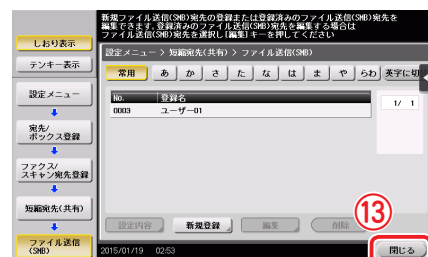 新規ファイル送信(SMB)宛先の登録または登録済みのファイル送信(SMB)宛先を
編集できます。登録済みのファイル送信(SMB)宛先を編集する場合は
ファイル送信(SMB)宛先を選択し[編集]キーを押してください
しおり表示
テンキー表示
設定メニュー
宛先/
ボックス登録
ファクス/
スキャン宛先登録
短縮宛先(共有)
ファイル送信
(SMB)
設定メニュー > 短縮宛先(共有) > ファイル送信(SMB)
常用 あ か さ た な は ま や らわ 英字に切
No. 登録名
0003 ユーザー01
1/ 1
設定内容 新規登録 編集 削除
⑬
2015/01/19 02:53
閉じる